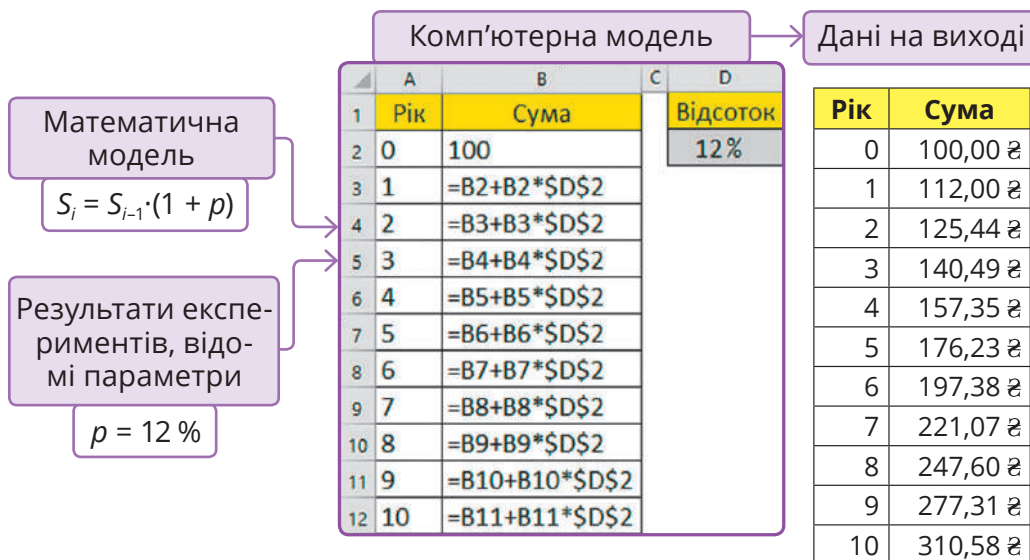 Комп’ютерна модель
Дані на виході
Математична
модель
Sᵢ = Sᵢ₋₁·(1 + p)
Результати експе-
риментів, відо-
мі параметри
p = 12 %
A B C D
1 Рік Сума Відсоток
2 0 100 12%
3 1 =B2+B2*$D$2
4 2 =B3+B3*$D$2
5 3 =B4+B4*$D$2
6 4 =B5+B5*$D$2
7 5 =B6+B6*$D$2
8 6 =B7+B7*$D$2
9 7 =B8+B8*$D$2
10 8 =B9+B9*$D$2
11 9 =B10+B10*$D$2
12 10 =B11+B11*$D$2
Рік Сума
0 100,00 ₴
1 112,00 ₴
2 125,44 ₴
3 140,49 ₴
4 157,35 ₴
5 176,23 ₴
6 197,38 ₴
7 221,07 ₴
8 247,60 ₴
9 277,31 ₴
10 310,58 ₴